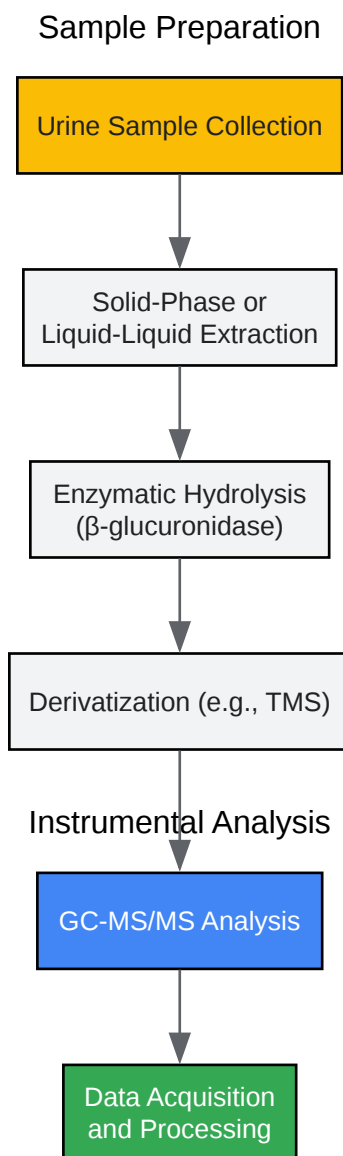 Sample Preparation
Urine Sample Collection
Solid-Phase or
Liquid-Liquid Extraction
Enzymatic Hydrolysis
(β-glucuronidase)
Derivatization (e.g., TMS)
Instrumental Analysis
GC-MS/MS Analysis
Data Acquisition
and Processing